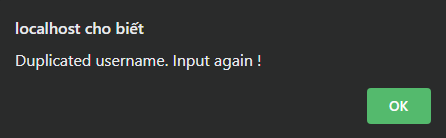 localhost cho biết
Duplicated username. Input again !
OK